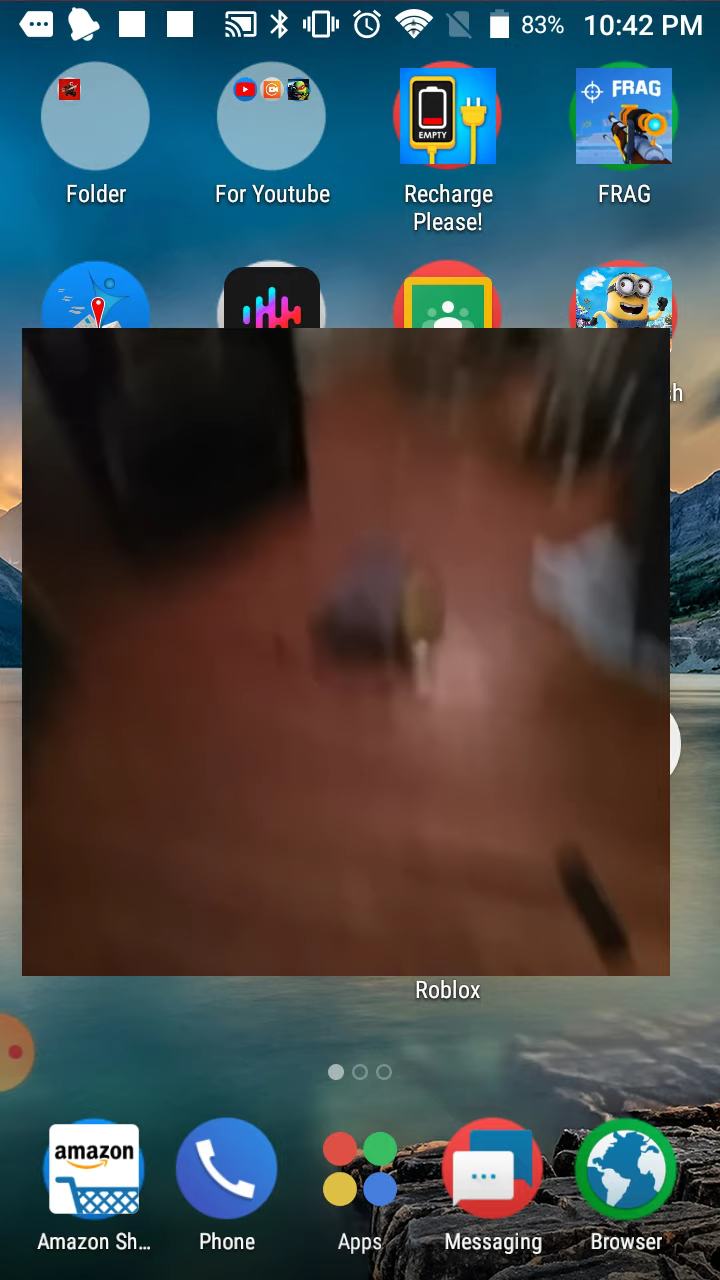 83% 10:42 PM
EMPTY
FRAG
Folder
For Youtube
Recharge
Please!
FRAG
sh
Roblox
amazon
Amazon Sh...
Phone
Apps
Messaging
Browser